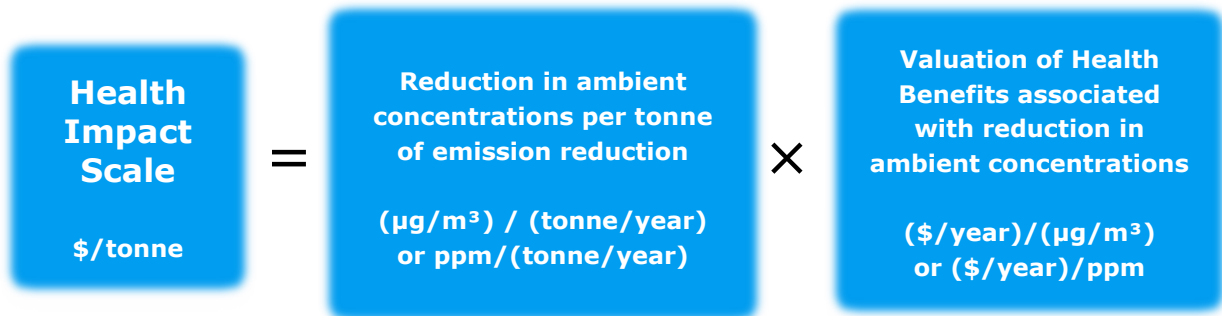 Health
Impact
Scale
$/tonne
=
Reduction in ambient
concentrations per tonne
of emission reduction
(µg/m³) / (tonne/year)
or ppm/(tonne/year)
×
Valuation of Health
Benefits associated
with reduction in
ambient concentrations
($/year)/(µg/m³)
or ($/year)/ppm